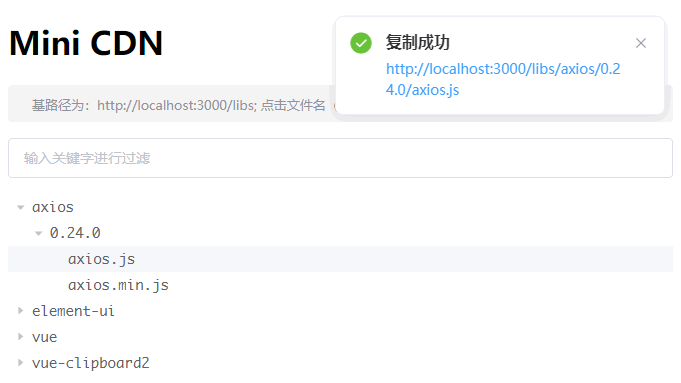 Mini CDN
复制成功
http://localhost:3000/libs/axios/0.2
4.0/axios.js
基路径为：http://localhost:3000/libs; 点击文件名
输入关键字进行过滤
axios
0.24.0
axios.js
axios.min.js
element-ui
vue
vue-clipboard2